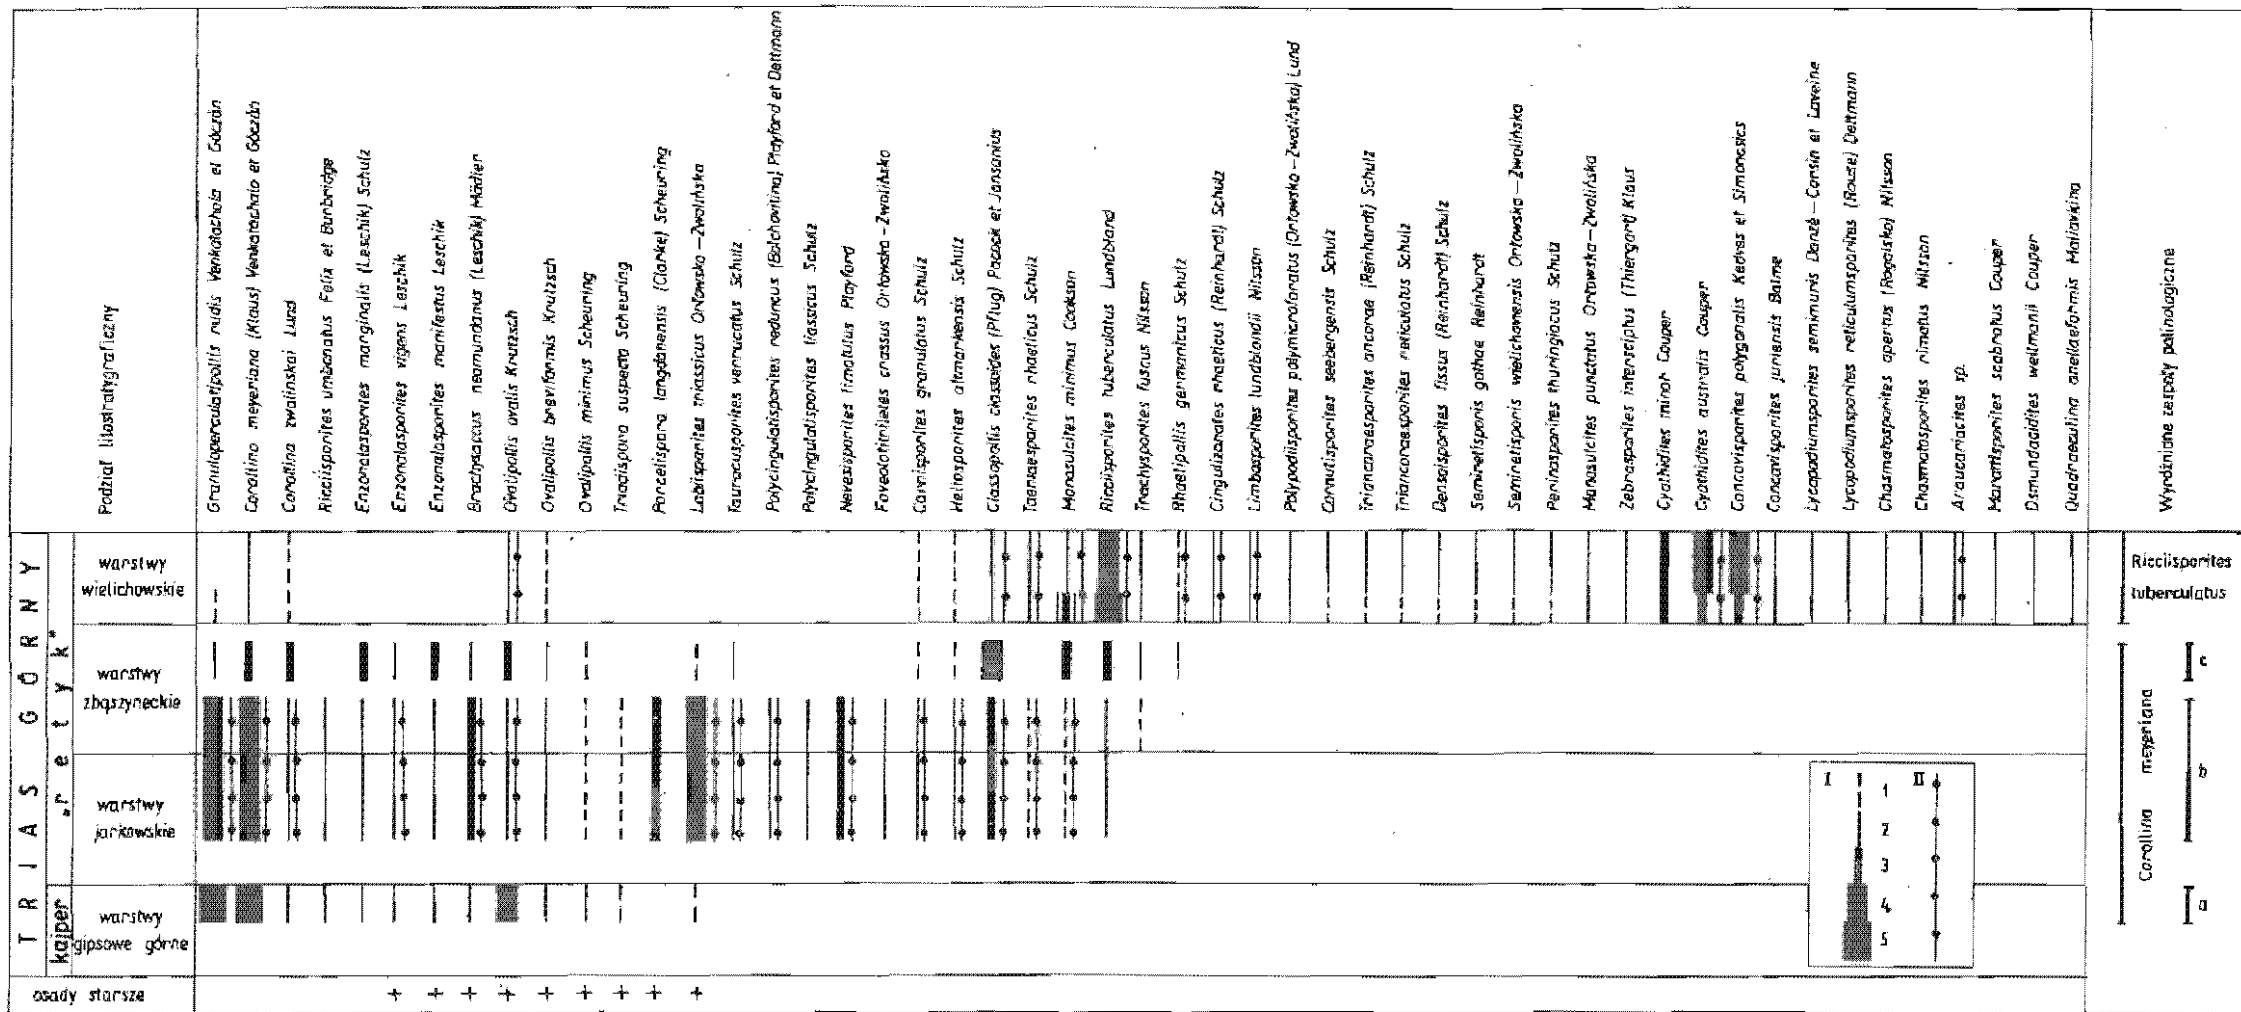 Podział litostratygraficzny
Granuloperculatipollis rudis Venkatachala et Góczán
Corollina meyeriana (Klaus) Venkatachala et Góczán
Corollina zwolinskai Lund
Ricciisporites umbonatus Felix et Burbridge
Enzonalasporites marginalis (Leschik) Schulz
Enzonalasporites vigens Leschik
Enzonalasporites manifestus Leschik
Brachysaccus neomundanus (Leschik) Mädler
Ovalipollis ovalis Krutzsch
Ovalipollis breviformis Krutzsch
Ovalipollis minimus Scheuring
Triadispora suspecta Scheuring
Porcellispora longdonensis (Clarke) Scheuring
Labiisporites triassicus Orłowska-Zwolińska
Taurocusporites verrucatus Schulz
Polycingulatisporites reduncus (Bolchovitina) Playford et Dettmann
Polycingulatisporites liassicus Schulz
Nevesisporites limatulus Playford
Foveolatitriletes crassus Orłowska-Zwolińska
Carnisporites granulatus Schulz
Heliosporites altmarkensis Schulz
Classopollis classoides (Pflug) Pocock et Jansonius
Taeniaesporites rhaeticus Schulz
Monosulcites minimus Cookson
Ricciisporites tuberculatus Lundbland
Trachysporites fuscus Nilsson
Rhaetipollis germanicus Schulz
Cingulizonates rhaeticus (Reinhardt) Schulz
Limbosporites lundbladii Nilsson
Polypodiisporites polymicroforatus (Orłowska-Zwolińska) Lund
Cornutisporites seebergensis Schulz
Triancoraesporites ancorae (Reinhardt) Schulz
Triancoraesporites reticulatus Schulz
Densoisporites fissus (Reinhardt) Schulz
Semiretisporis gothae Reinhardt
Semiretisporis wielichoviensis Orłowska-Zwolińska
Perinosporites thuringiacus Schulz
Monosulcites punctatus Orłowska-Zwolińska
Zebrasporites interscriptus (Thiergart) Klaus
Cyathidites minor Couper
Cyathidites australis Couper
Concavisporites polygonalis Kedves et Simoncsics
Concavisporites juriensis Balme
Lycopodiumsporites semimuris Danzé-Corsin et Laveine
Lycopodiumsporites reticulumsporites (Rouse) Dettmann
Chasmatosporites apertus (Rogalska) Nilsson
Chasmatosporites rimatus Nilsson
Araucariacites sp.
Marattisporites scabratus Couper
Osmundacidites wellmanii Couper
Quadraeculina anellaeformis Maliavkina
Wyróżniane zespoły palinologiczne
TRIAS GÓRNY
„retyk"
kajper
warstwy
wielichowskie
warstwy
zbąszyneckie
warstwy
jarkowskie
warstwy
gipsowe górne
osady starsze
+ + + + + + + + +
I II
1
2
3
4
5
Ricciisporites
tuberculatus
Corollina meyeriana
c
b
a